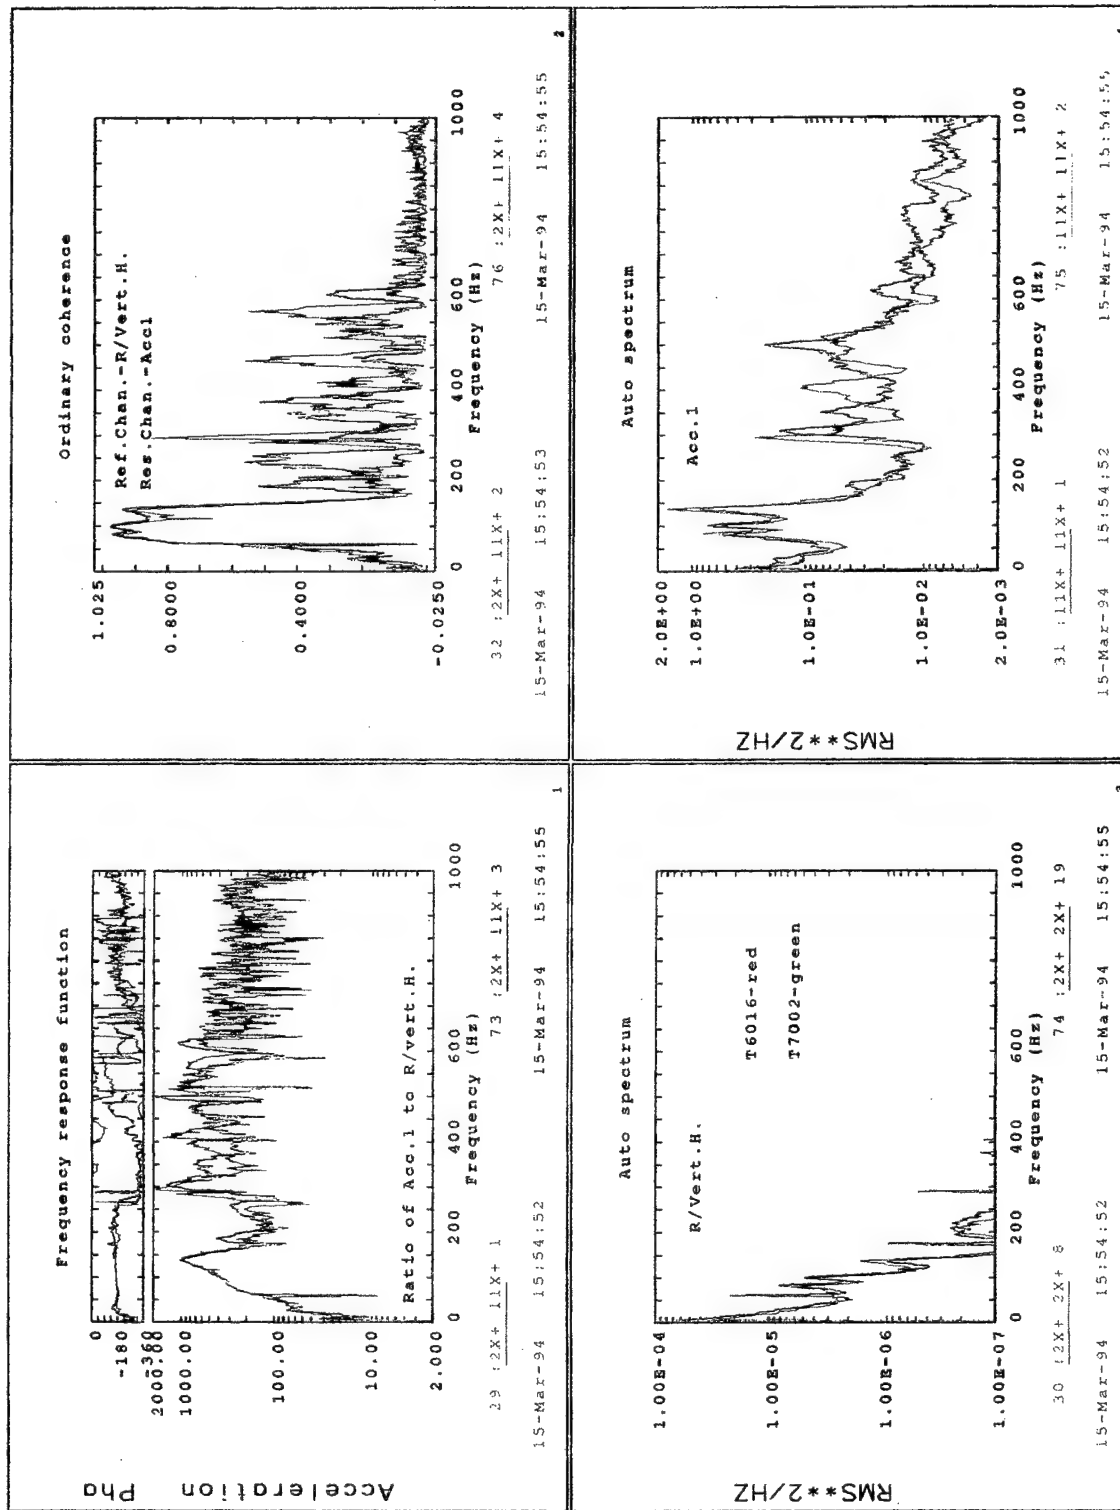 Frequency response function
Pha
0
-180
-360
2000.00
1000.00
100.00
10.00
2.000
Acceleration
Ratio of Acc.1 to R/vert.H.
0 200 400 600 1000
Frequency (Hz)
29 :2X+ 11X+ 1 73 :2X+ 11X+ 3
15-Mar-94 15:54:52 15-Mar-94 15:54:55
1
Ordinary coherence
1.025
0.8000
0.4000
-0.0250
Ref.Chan.-R/Vert.H.
Res.Chan.-Acc1
0 200 400 600 1000
Frequency (Hz)
32 :2X+ 11X+ 2 76 :2X+ 11X+ 4
15-Mar-94 15:54:53 15-Mar-94 15:54:55
2
Auto spectrum
RMS**2/HZ
1.00E-04
1.00E-05
1.00E-06
1.00E-07
R/Vert.H.
T6016-red
T7002-green
0 200 400 600 1000
Frequency (Hz)
30 :2X+ 2X+ 8 74 :2X+ 2X+ 19
15-Mar-94 15:54:52 15-Mar-94 15:54:55
Auto spectrum
RMS**2/HZ
2.0E+00
1.0E+00
1.0E-01
1.0E-02
2.0E-03
Acc.1
0 200 400 600 1000
Frequency (Hz)
31 :11X+ 11X+ 1 75 :11X+ 11X+ 2
15-Mar-94 15:54:52 15-Mar-94 15:54:55